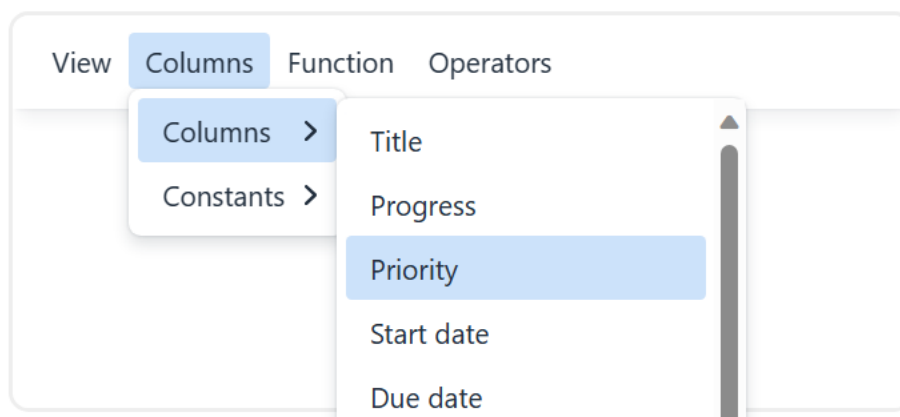 View Columns Function Operators
Columns
Constants
Title
Progress
Priority
Start date
Due date